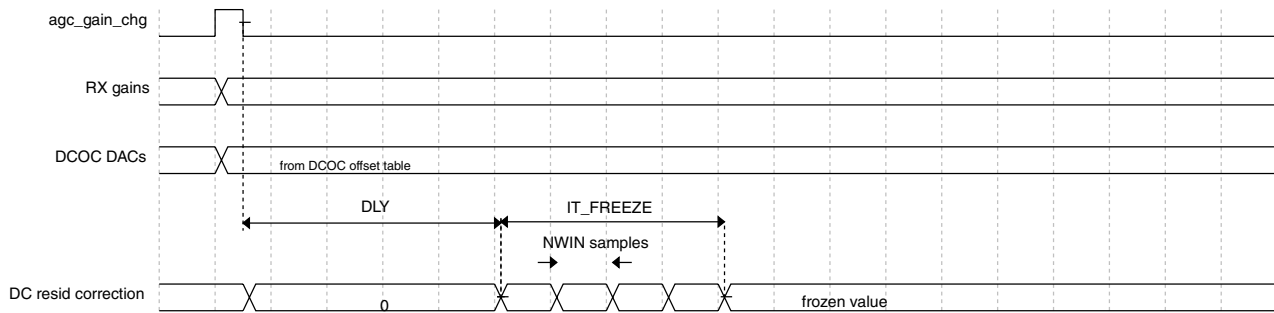 agc_gain_chg
RX gains
DCOC DACs
from DCOC offset table
DLY
IT_FREEZE
NWIN samples
DC resid correction
0
frozen value